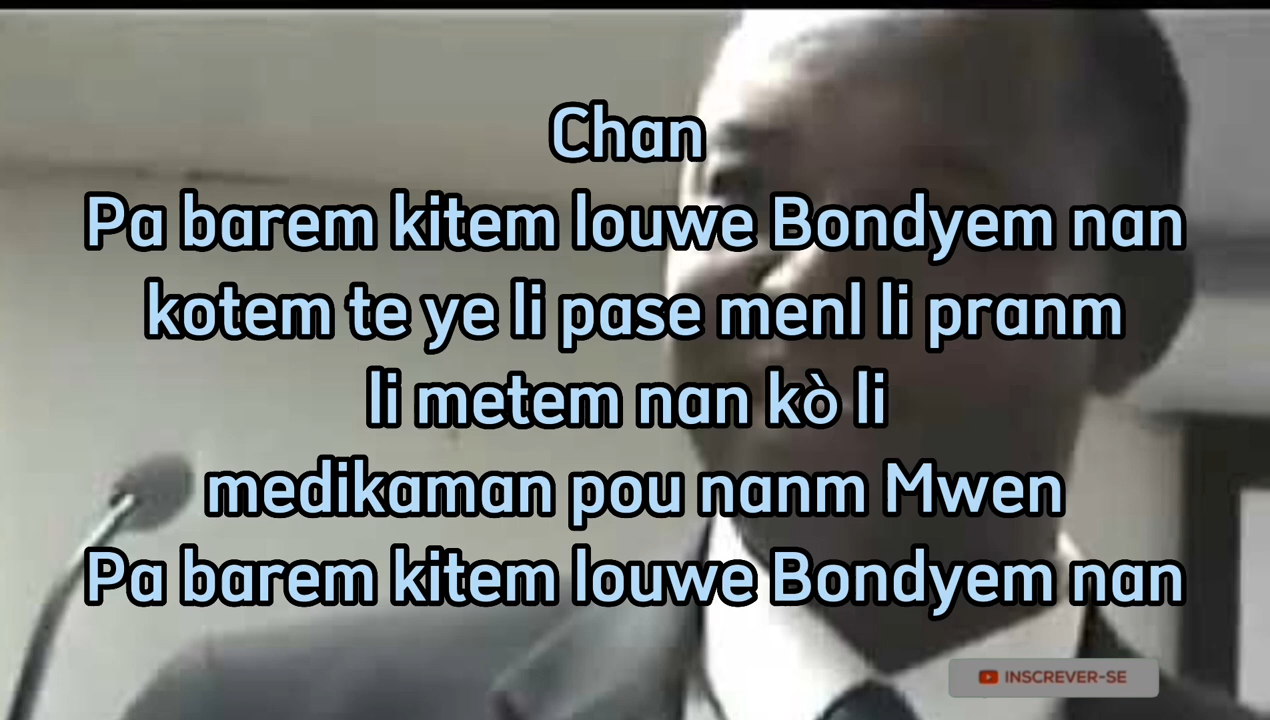 Chan
Pa barem kitem louwe Bondyem nan
kotem te ye li pase menl li pranm
li metem nan kò li
medikaman pou nanm Mwen
Pa barem kitem louwe Bondyem nan
INSCREVER-SE